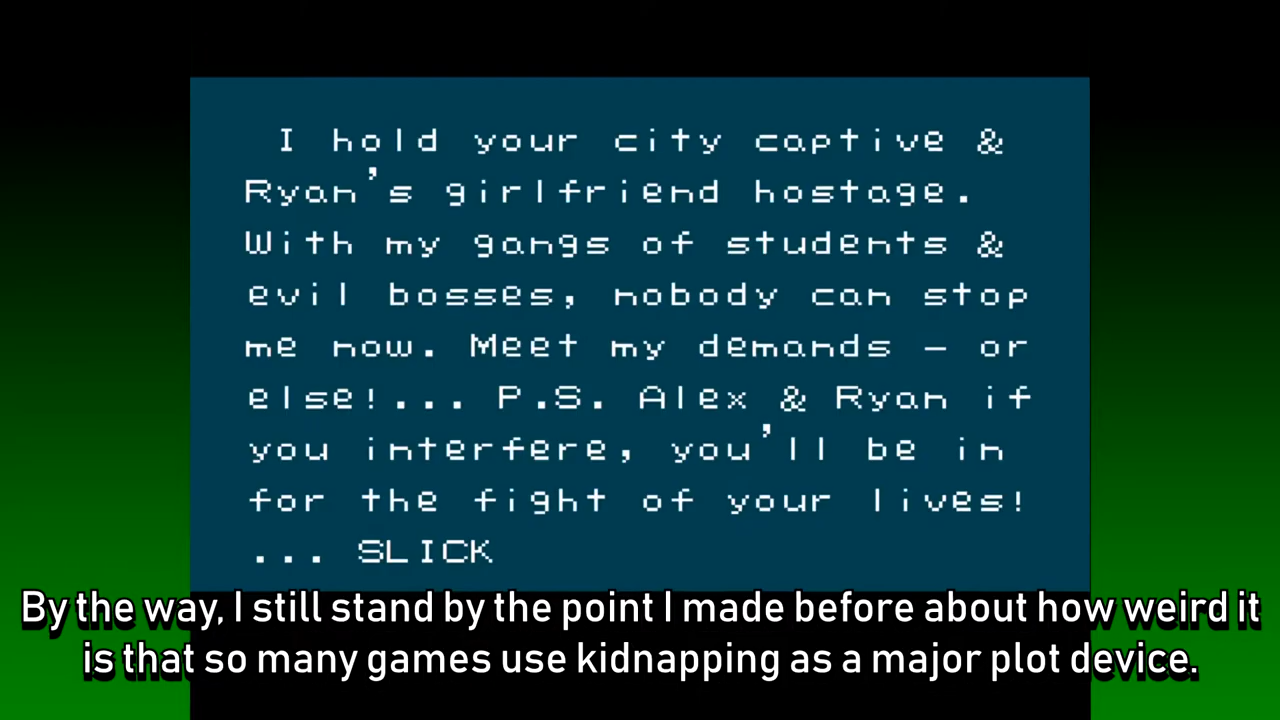 I hold your city captive &
Ryan's girlfriend hostage.
With my gangs of students &
evil bosses, nobody can stop
me now. Meet my demands – or
else!... P.S. Alex & Ryan if
you interfere, you'll be in
for the fight of your lives!
... SLICK
By the way, I still stand by the point I made before about how weird it
is that so many games use kidnapping as a major plot device.